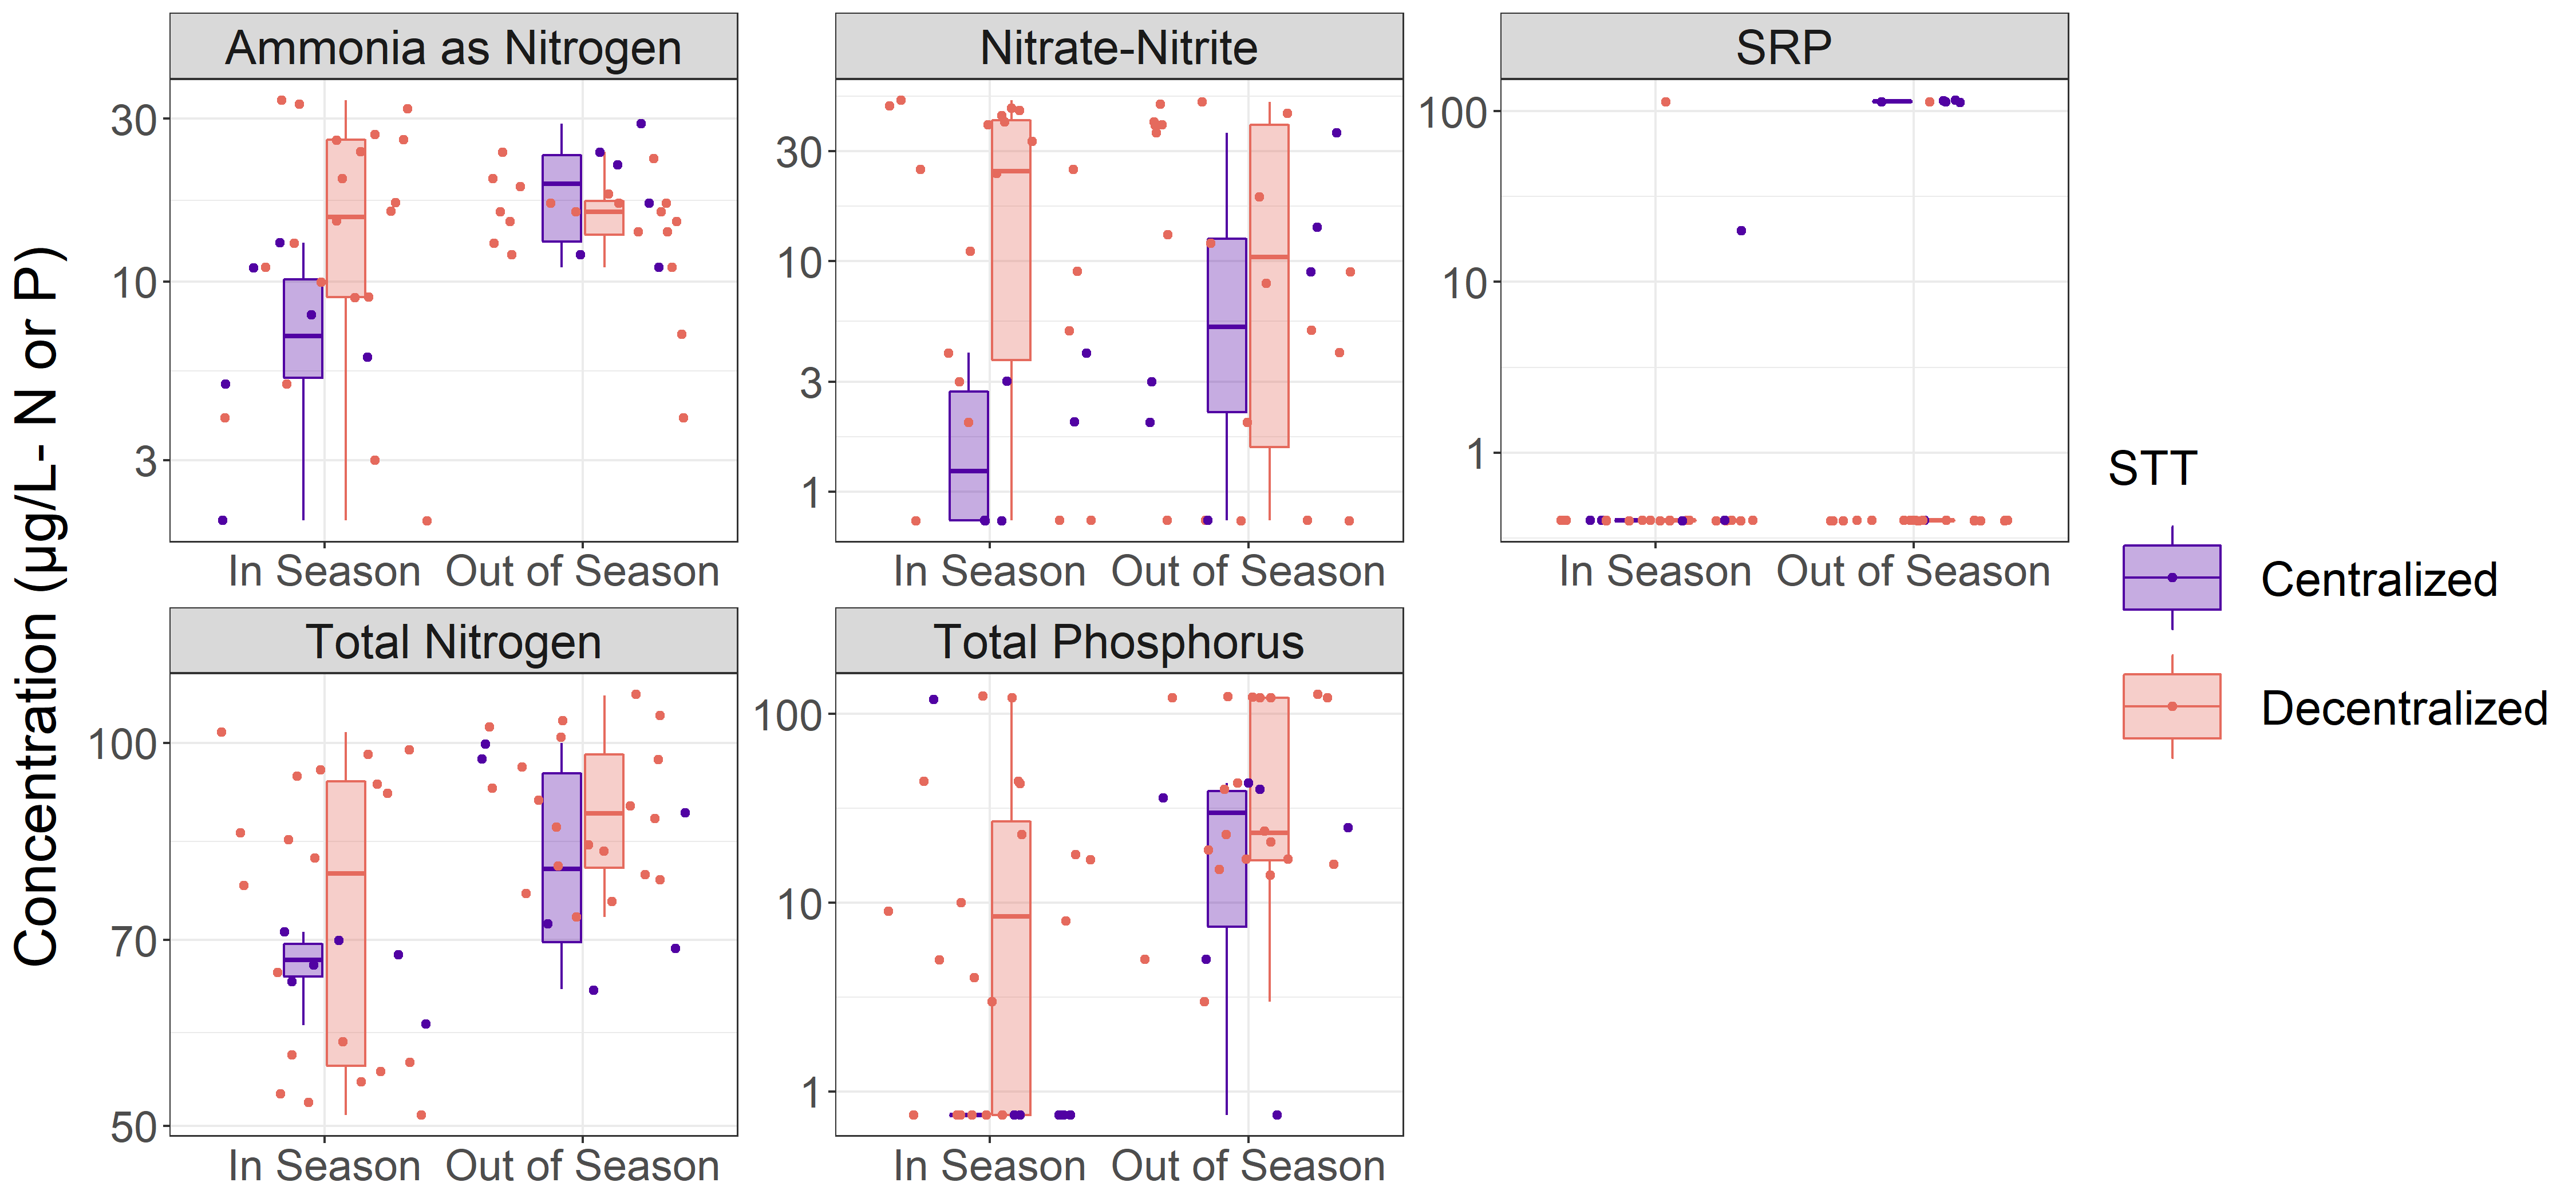 Concentration (µg/L- N or P)
Ammonia as Nitrogen
30
10
3
In Season
Out of Season
Nitrate-Nitrite
30
10
3
1
In Season
Out of Season
SRP
100
10
1
In Season
Out of Season
Total Nitrogen
100
70
50
In Season
Out of Season
Total Phosphorus
100
10
1
In Season
Out of Season
STT
Centralized
Decentralized